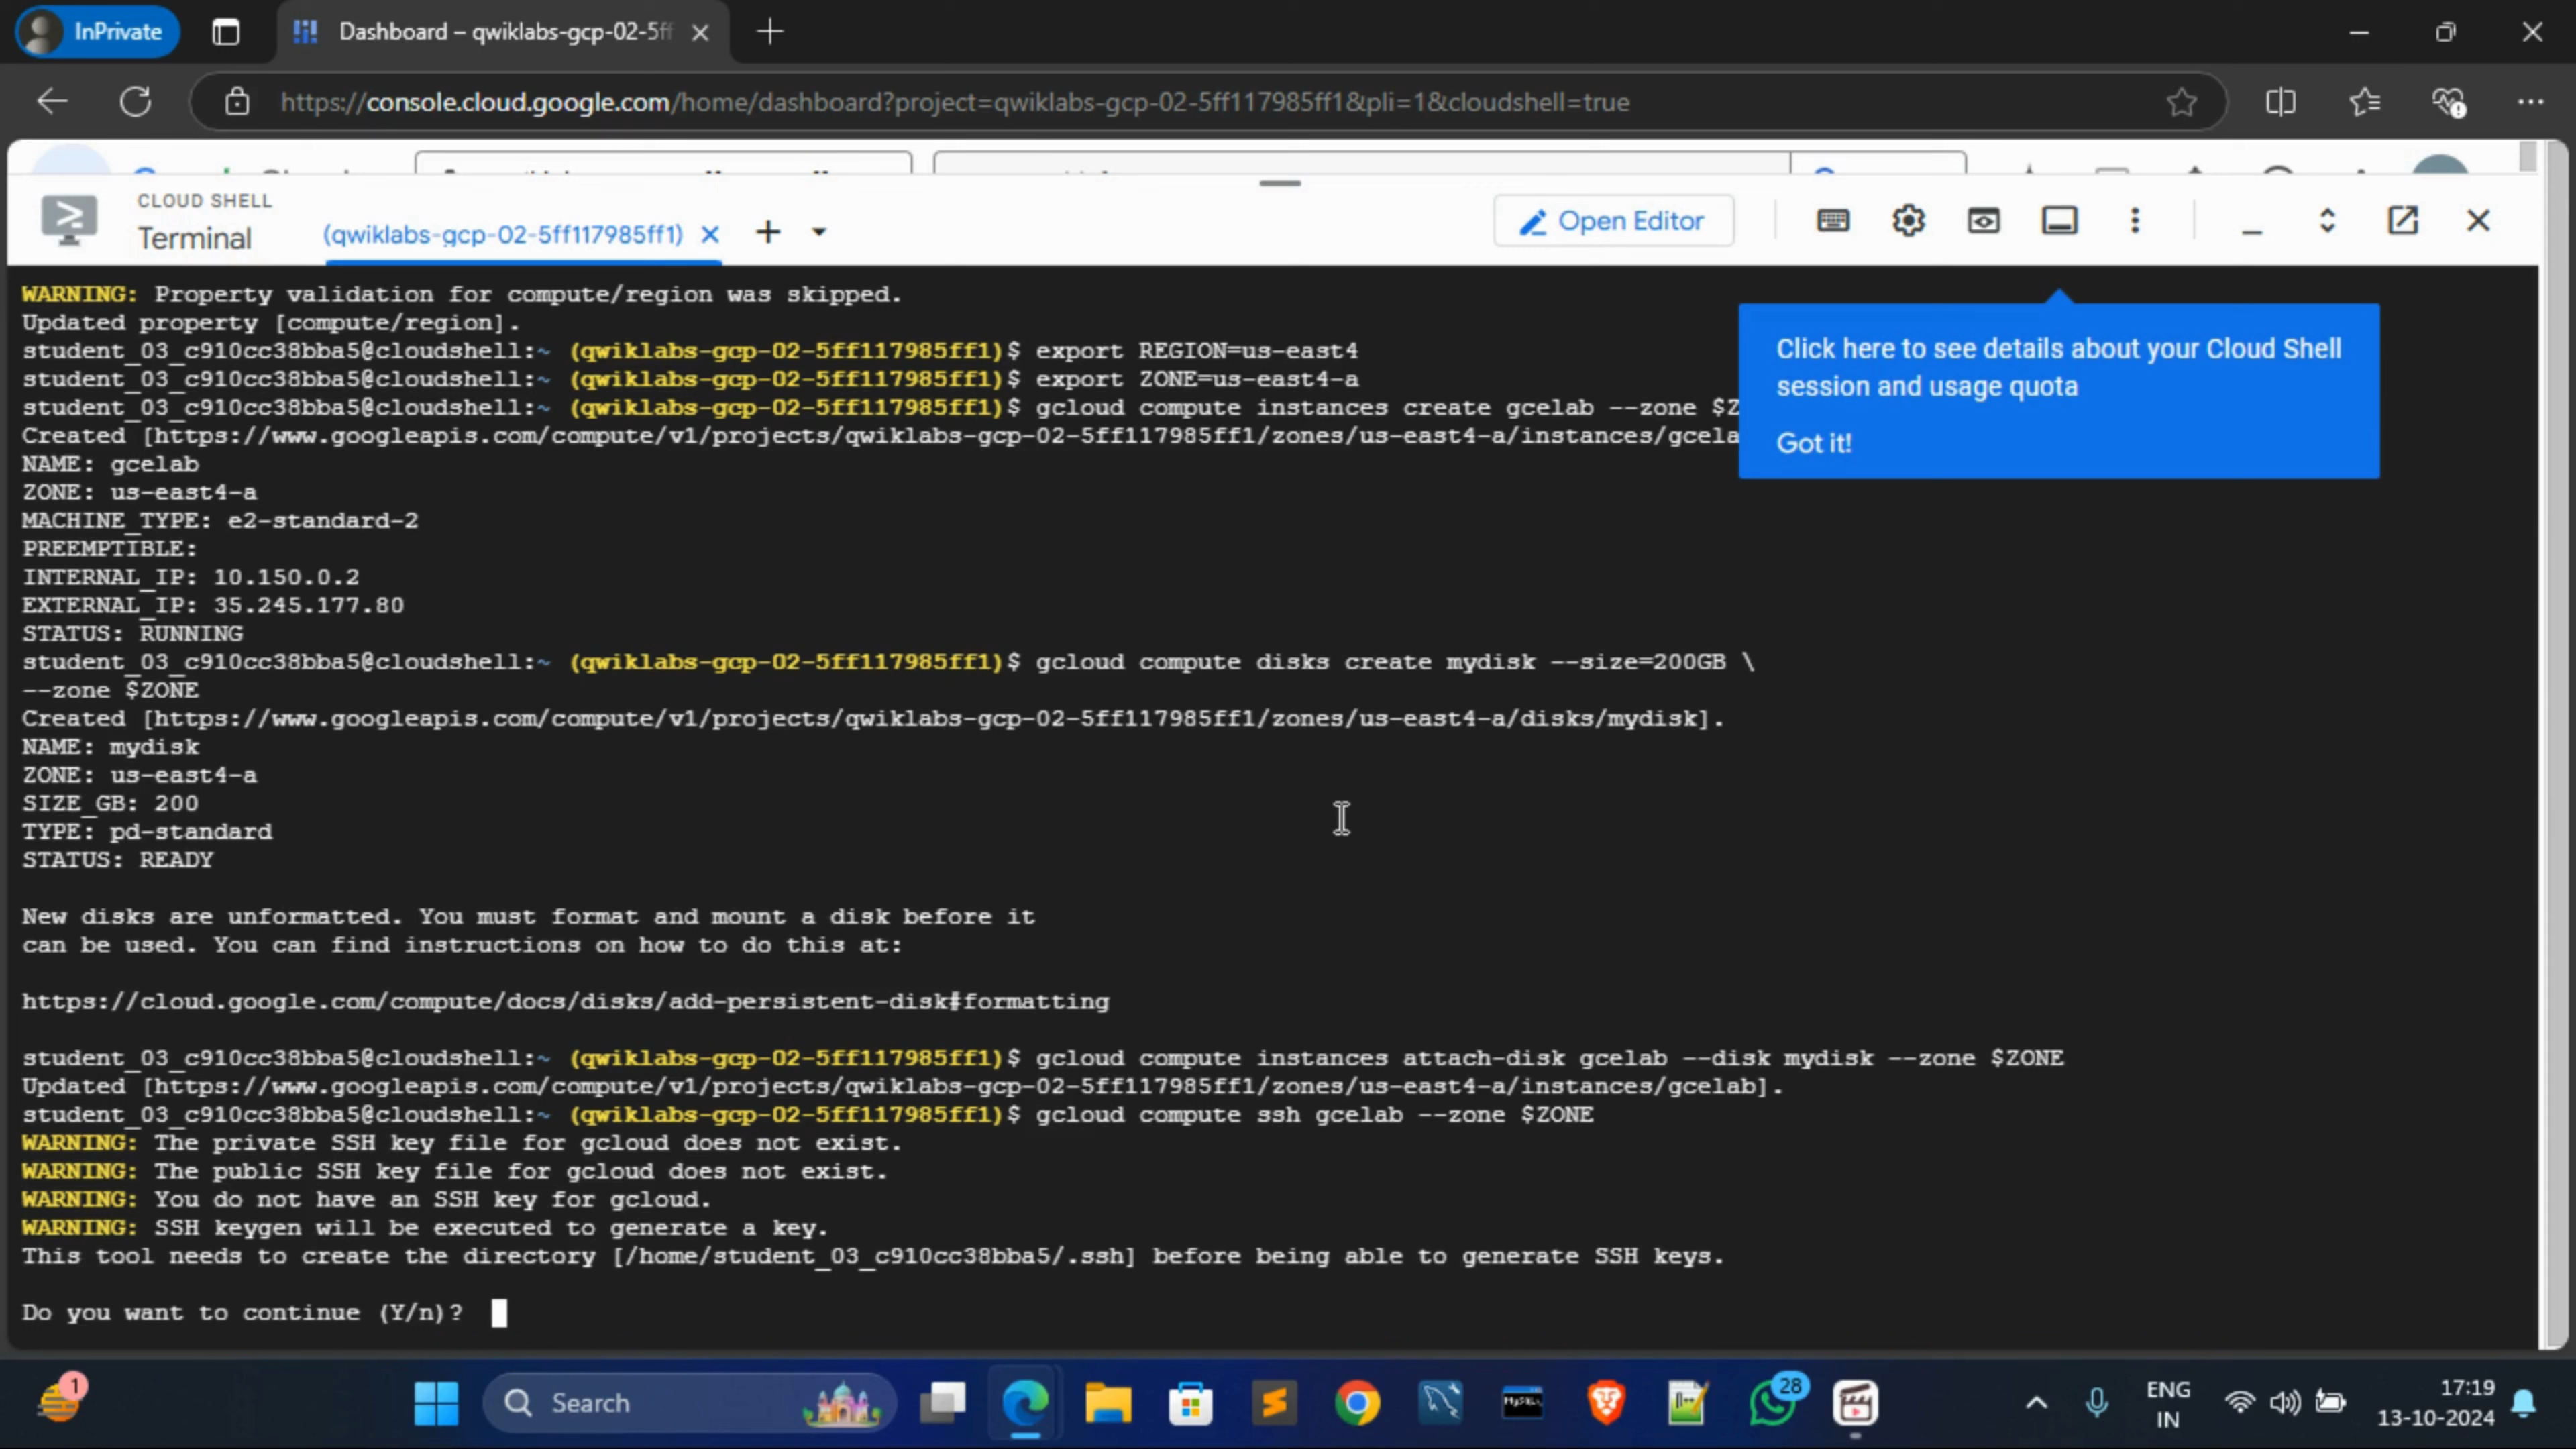 InPrivate
Dashboard – qwiklabs-gcp-02-5ff
https://console.cloud.google.com/home/dashboard?project=qwiklabs-gcp-02-5ff117985ff1&pli=1&cloudshell=true
CLOUD SHELL
Terminal
(qwiklabs-gcp-02-5ff117985ff1)
Open Editor
WARNING: Property validation for compute/region was skipped.
Updated property [compute/region].
student_03_c910cc38bba5@cloudshell:~ (qwiklabs-gcp-02-5ff117985ff1)$ export REGION=us-east4
student_03_c910cc38bba5@cloudshell:~ (qwiklabs-gcp-02-5ff117985ff1)$ export ZONE=us-east4-a
student_03_c910cc38bba5@cloudshell:~ (qwiklabs-gcp-02-5ff117985ff1)$ gcloud compute instances create gcelab --zone $Z
Created [https://www.googleapis.com/compute/v1/projects/qwiklabs-gcp-02-5ff117985ff1/zones/us-east4-a/instances/gcela
Click here to see details about your Cloud Shell
session and usage quota
Got it!
NAME: gcelab
ZONE: us-east4-a
MACHINE_TYPE: e2-standard-2
PREEMPTIBLE:
INTERNAL_IP: 10.150.0.2
EXTERNAL_IP: 35.245.177.80
STATUS: RUNNING
student_03_c910cc38bba5@cloudshell:~ (qwiklabs-gcp-02-5ff117985ff1)$ gcloud compute disks create mydisk --size=200GB \
--zone $ZONE
Created [https://www.googleapis.com/compute/v1/projects/qwiklabs-gcp-02-5ff117985ff1/zones/us-east4-a/disks/mydisk].
NAME: mydisk
ZONE: us-east4-a
SIZE_GB: 200
TYPE: pd-standard
STATUS: READY
New disks are unformatted. You must format and mount a disk before it
can be used. You can find instructions on how to do this at:
https://cloud.google.com/compute/docs/disks/add-persistent-disk#formatting
student_03_c910cc38bba5@cloudshell:~ (qwiklabs-gcp-02-5ff117985ff1)$ gcloud compute instances attach-disk gcelab --disk mydisk --zone $ZONE
Updated [https://www.googleapis.com/compute/v1/projects/qwiklabs-gcp-02-5ff117985ff1/zones/us-east4-a/instances/gcelab].
student_03_c910cc38bba5@cloudshell:~ (qwiklabs-gcp-02-5ff117985ff1)$ gcloud compute ssh gcelab --zone $ZONE
WARNING: The private SSH key file for gcloud does not exist.
WARNING: The public SSH key file for gcloud does not exist.
WARNING: You do not have an SSH key for gcloud.
WARNING: SSH keygen will be executed to generate a key.
This tool needs to create the directory [/home/student_03_c910cc38bba5/.ssh] before being able to generate SSH keys.
Do you want to continue (Y/n)?
1
Search
MySQL
28
ENG
IN
17:19
13-10-2024